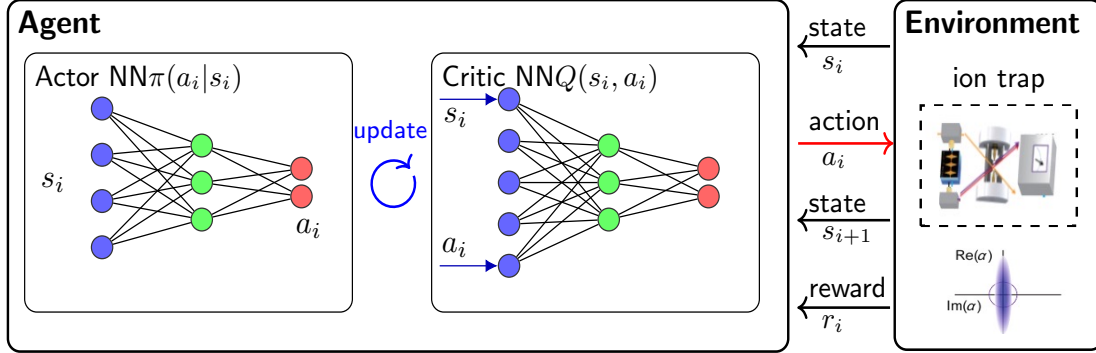 Agent
Actor NNπ(a_i|s_i)
s_i
a_i
update
Critic NNQ(s_i, a_i)
s_i
a_i
state
s_i
action
a_i
state
s_{i+1}
reward
r_i
Environment
ion trap
Re(α)
Im(α)